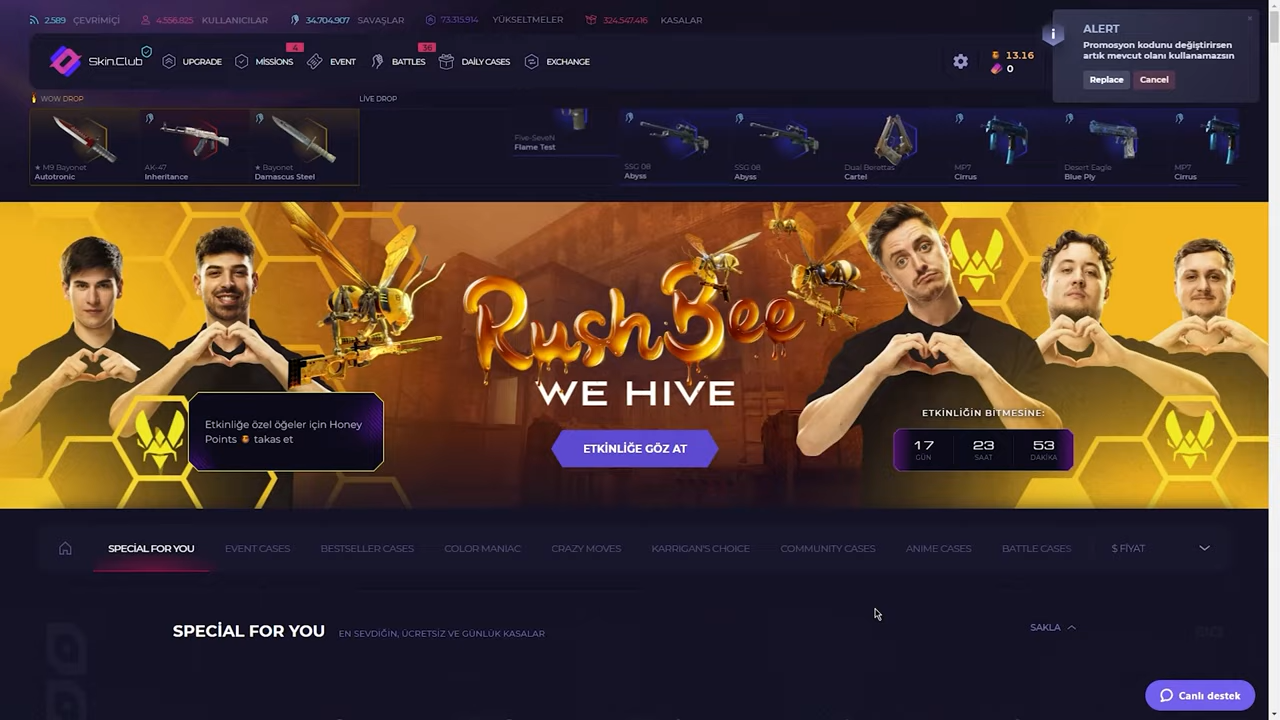 2.589 ÇEVRİMİÇİ 4.556.825 KULLANICILAR 34.704.907 SAVAŞLAR 73.315.914 YÜKSELTMELER 324.547.416 KASALAR
ALERT
Promosyon kodunu değiştirirsen
artık mevcut olanı kullanamazsın
Replace Cancel
Skin.Club UPGRADE 4 MISSIONS EVENT 36 BATTLES DAILY CASES EXCHANGE 13.16
0
WOW DROP LIVE DROP
★ M9 Bayonet
Autotronic
AK-47
Inheritance
★ Bayonet
Damascus Steel
Five-SeveN
Flame Test
SSG 08
Abyss
SSG 08
Abyss
Dual Berettas
Cartel
MP7
Cirrus
Desert Eagle
Blue Ply
MP7
Cirrus
RushBee
WE HIVE
Etkinliğe özel öğeler için Honey
Points takas et
ETKİNLİĞE GÖZ AT
ETKİNLİĞİN BİTMESİNE:
17 23 53
GÜN SAAT DAKİKA
SPECİAL FOR YOU EVENT CASES BESTSELLER CASES COLOR MANIAC CRAZY MOVES KARRIGAN'S CHOICE COMMUNITY CASES ANIME CASES BATTLE CASES $ FİYAT
SPECİAL FOR YOU EN SEVDİĞİN, ÜCRETSİZ VE GÜNLÜK KASALAR SAKLA
Canlı destek